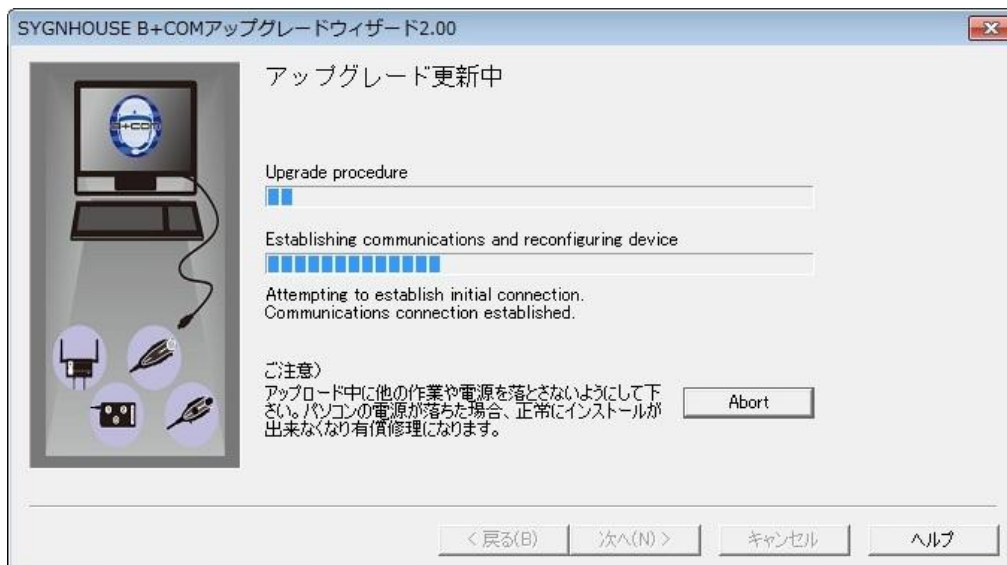 SYGNHOUSE B+COMアップグレードウィザード2.00
アップグレード更新中
B+COM
Upgrade procedure
Establishing communications and reconfiguring device
Attempting to establish initial connection.
Communications connection established.
ご注意)
アップロード中に他の作業や電源を落とさないようにして下
さい。パソコンの電源が落ちた場合、正常にインストールが
出来なくなり有償修理になります。
Abort
< 戻る(B)
次へ(N) >
キャンセル
ヘルプ